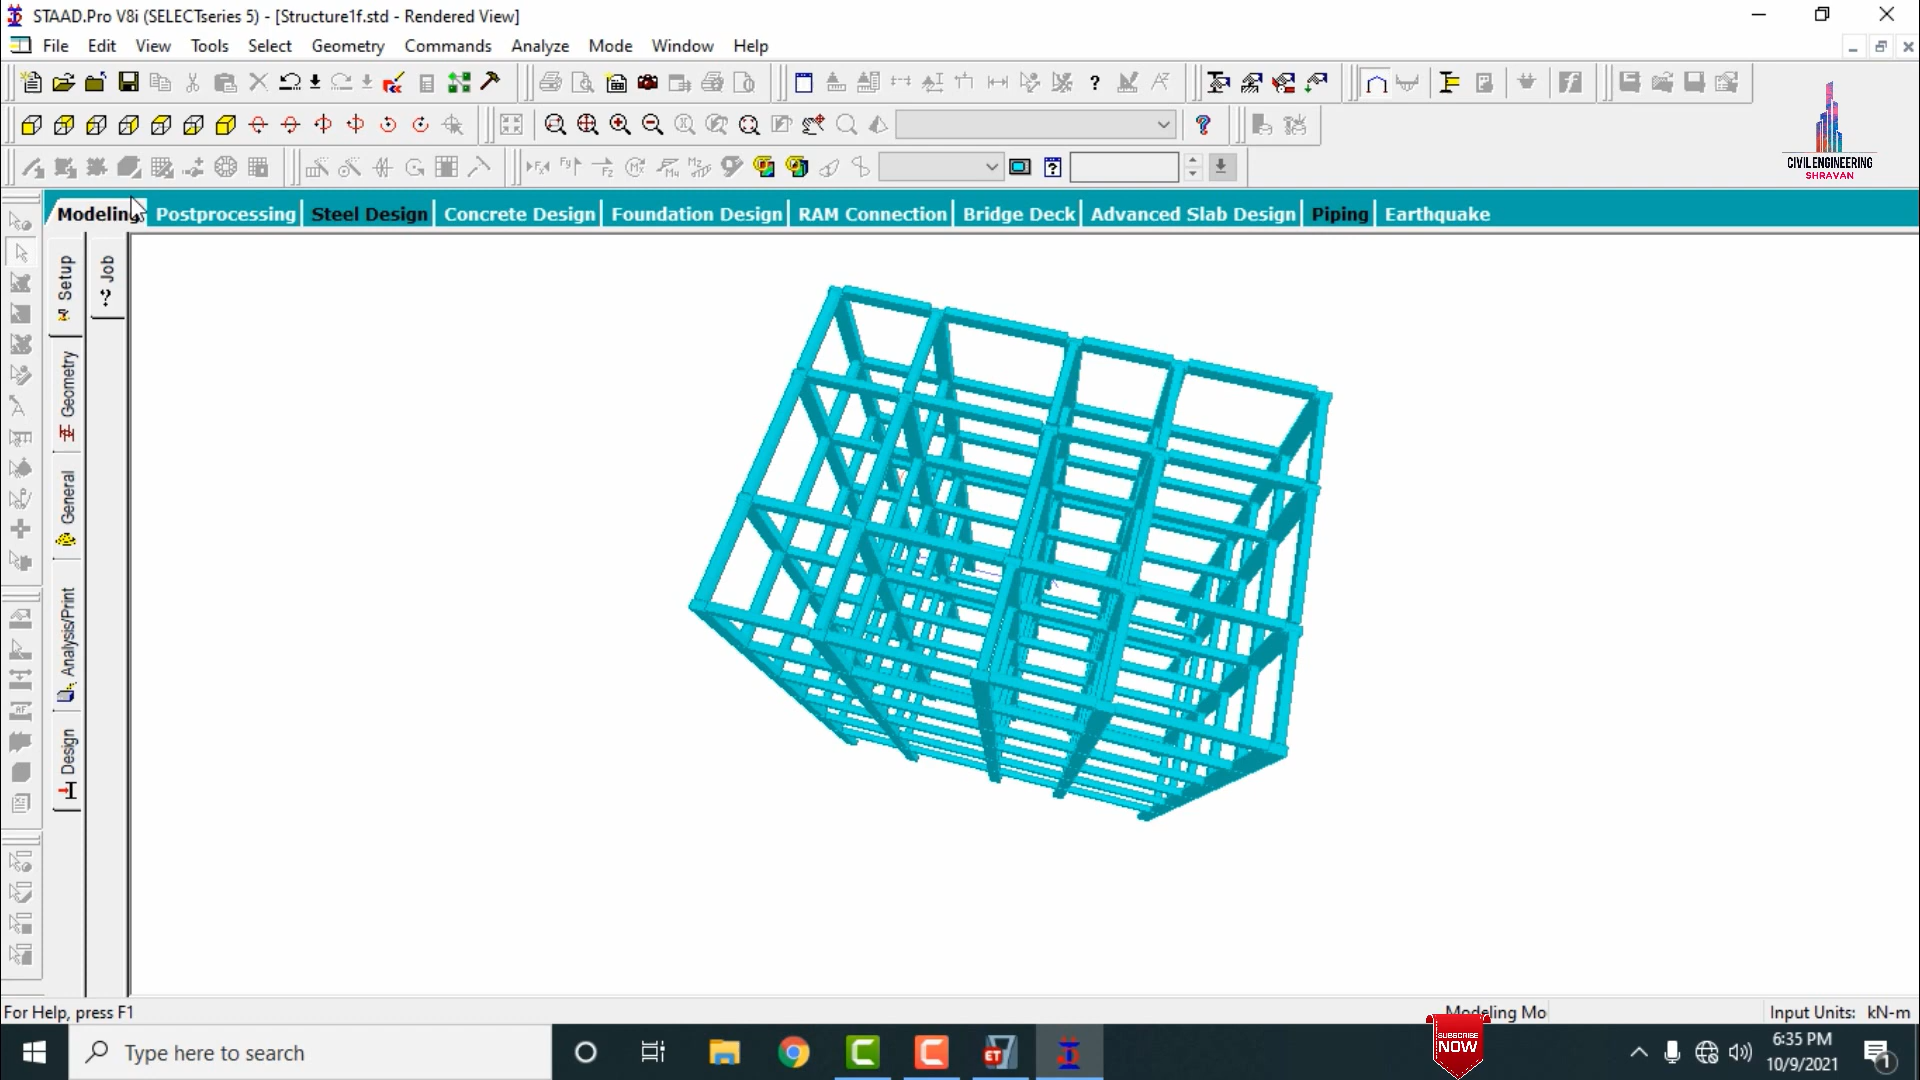 STAAD.Pro V8i (SELECTseries 5) - [Structure1f.std - Rendered View]
File Edit View Tools Select Geometry Commands Analyze Mode Window Help
CIVIL ENGINEERING
SHRAVAN
Modeling Postprocessing Steel Design Concrete Design Foundation Design RAM Connection Bridge Deck Advanced Slab Design Piping Earthquake
Setup
Job
Geometry
General
Analysis/Print
Design
For Help, press F1
Modeling Mo
Input Units: kN-m
Type here to search
ET
SUBSCRIBE
NOW
6:35 PM
10/9/2021
1